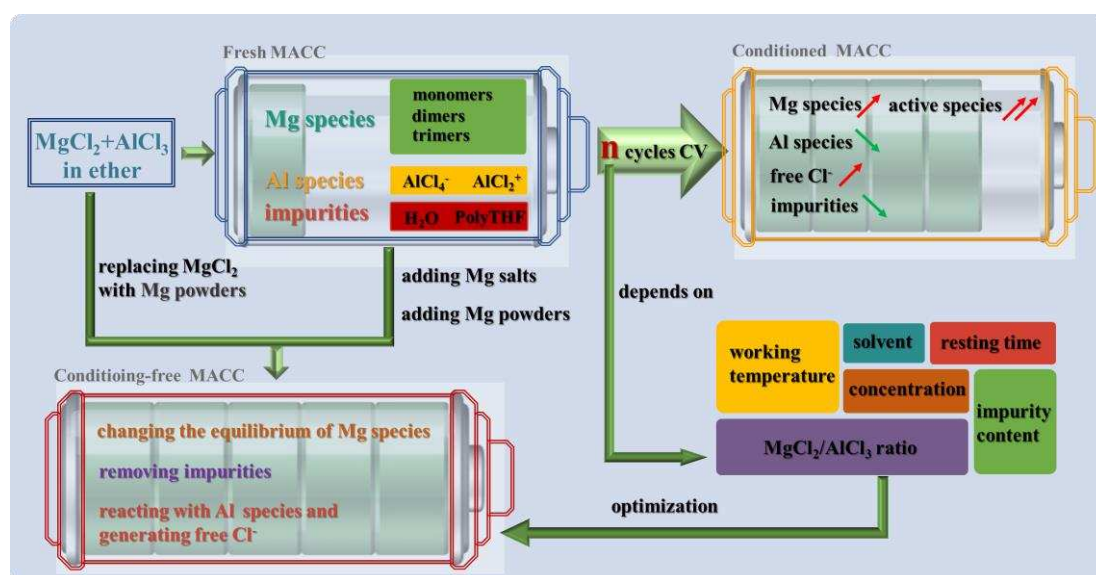 Fresh MACC
Conditioned MACC
MgCl₂+AlCl₃
in ether
Mg species
monomers
dimers
trimers
Al species
AlCl₄⁻ AlCl₂⁺
impurities
H₂O PolyTHF
n cycles CV
Mg species active species
Al species
free Cl⁻
impurities
replacing MgCl₂
with Mg powders
adding Mg salts
adding Mg powders
depends on
working
temperature
solvent
resting time
concentration
impurity
content
MgCl₂/AlCl₃ ratio
optimization
Conditioing-free MACC
changing the equilibrium of Mg species
removing impurities
reacting with Al species and
generating free Cl⁻